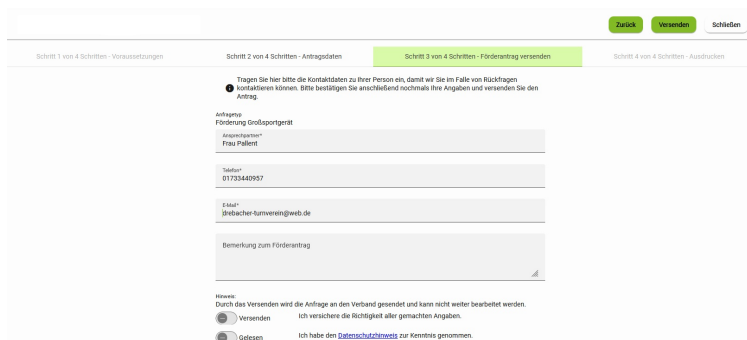 Zurück
Versenden
Schließen
Schritt 1 von 4 Schritten - Voraussetzungen
Schritt 2 von 4 Schritten - Antragsdaten
Schritt 3 von 4 Schritten - Förderantrag versenden
Schritt 4 von 4 Schritten - Ausdrucken
Tragen Sie hier bitte die Kontaktdaten zu Ihrer Person ein, damit wir Sie im Falle von Rückfragen
kontaktieren können. Bitte bestätigen Sie anschließend nochmals Ihre Angaben und versenden Sie den
Antrag.
Anfragetyp
Förderung Großsportgerät
Ansprechpartner*
Frau Pallent
Telefon*
01733440957
E-Mail*
drebacher-turnverein@web.de
Bemerkung zum Förderantrag
Hinweis:
Durch das Versenden wird die Anfrage an den Verband gesendet und kann nicht weiter bearbeitet werden.
Versenden
Ich versichere die Richtigkeit aller gemachten Angaben.
Gelesen
Ich habe den Datenschutzhinweis zur Kenntnis genommen.